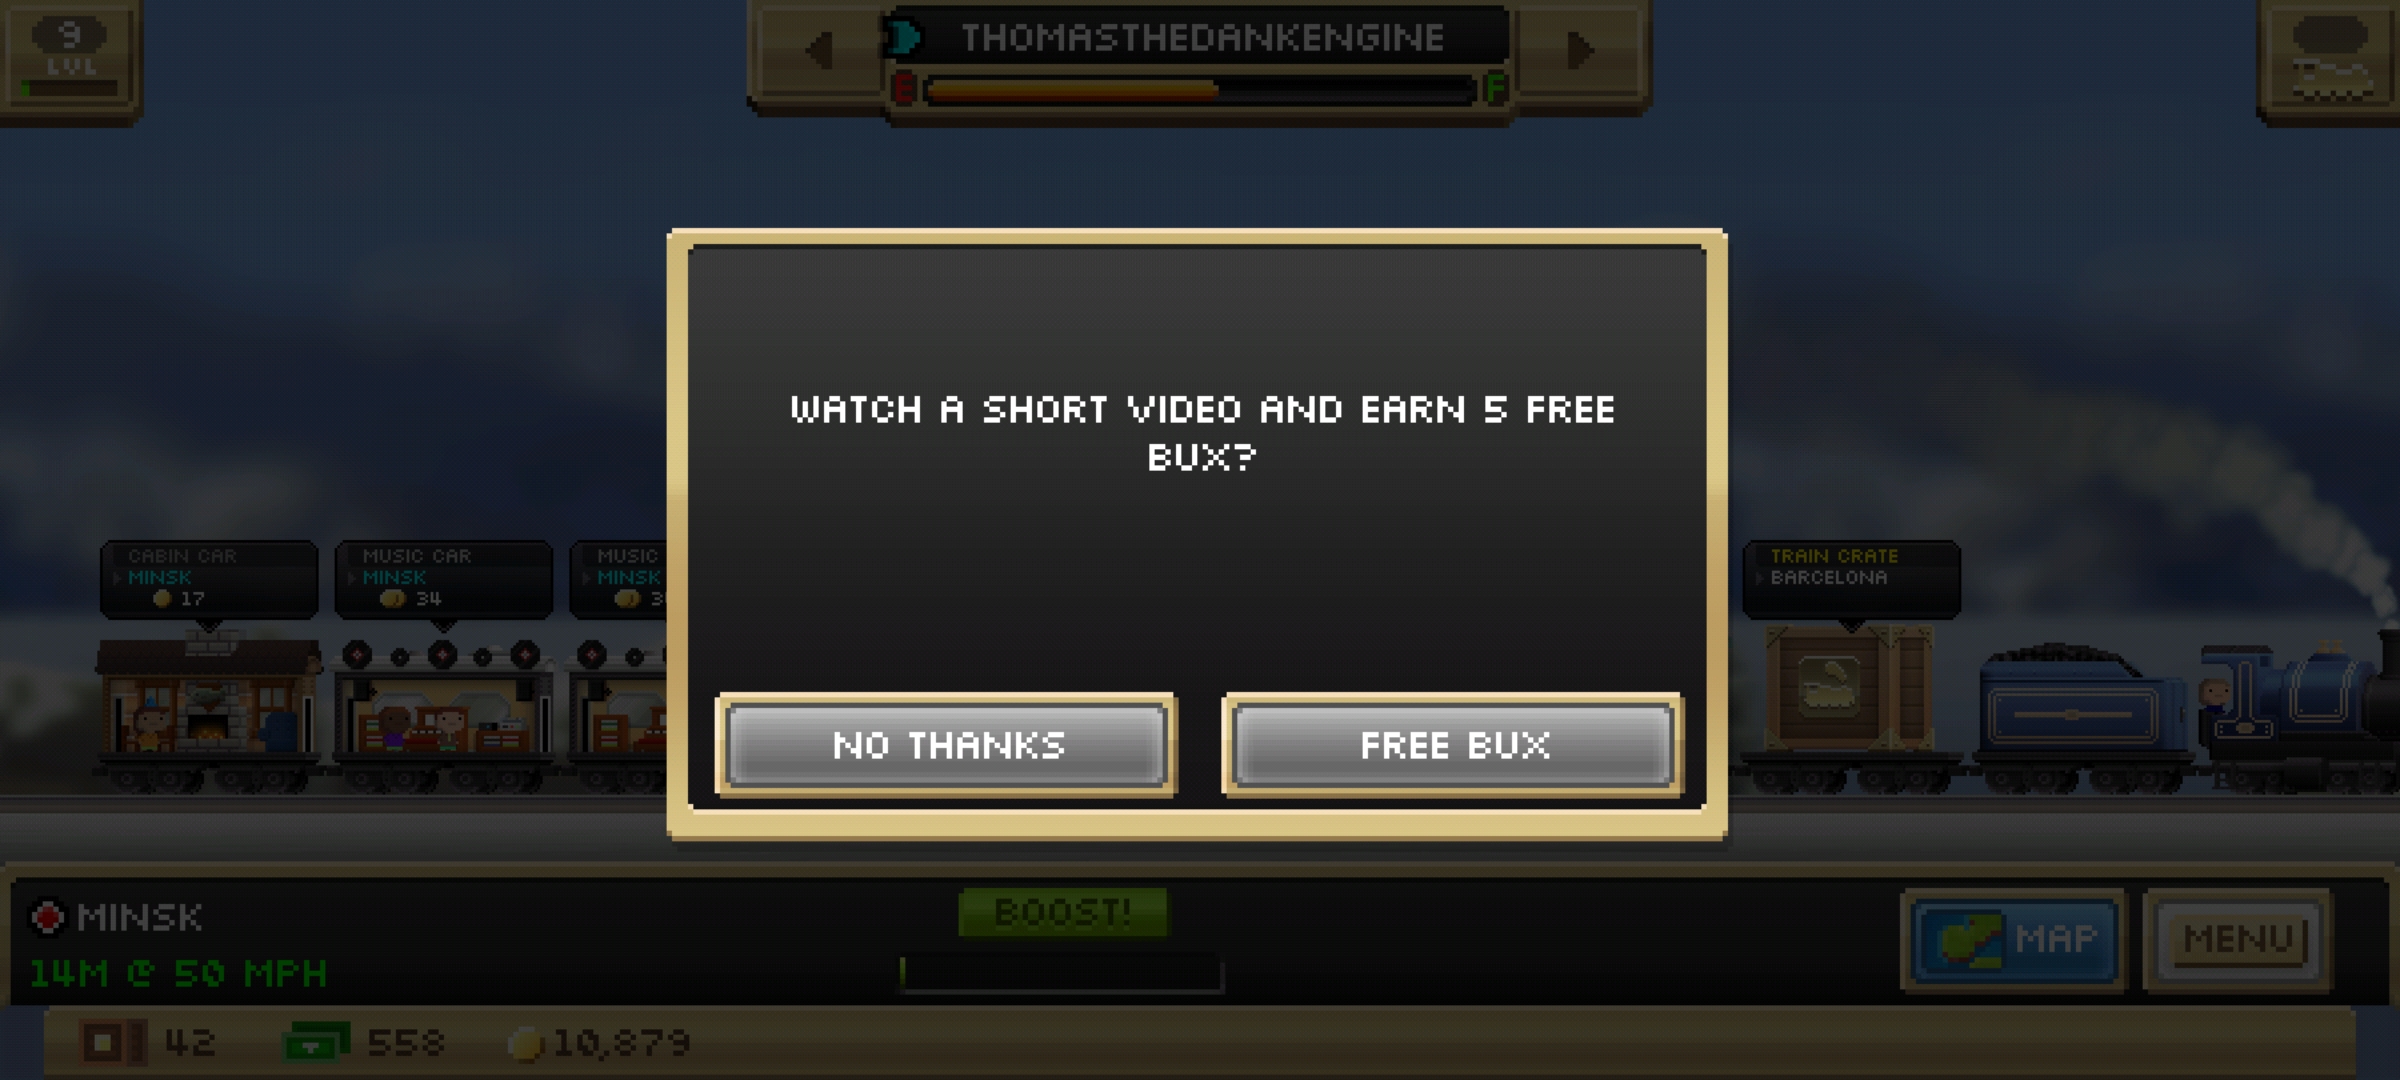 9
LVL
THOMASTHEDANKENGINE
E F
WATCH A SHORT VIDEO AND EARN 5 FREE
BUX?
NO THANKS
FREE BUX
CABIN CAR
MINSK
17
MUSIC CAR
MINSK
34
MUSIC
MINSK
TRAIN CRATE
BARCELONA
MINSK
14M @ 50 MPH
BOOST!
MAP
MENU
42
558
10,879